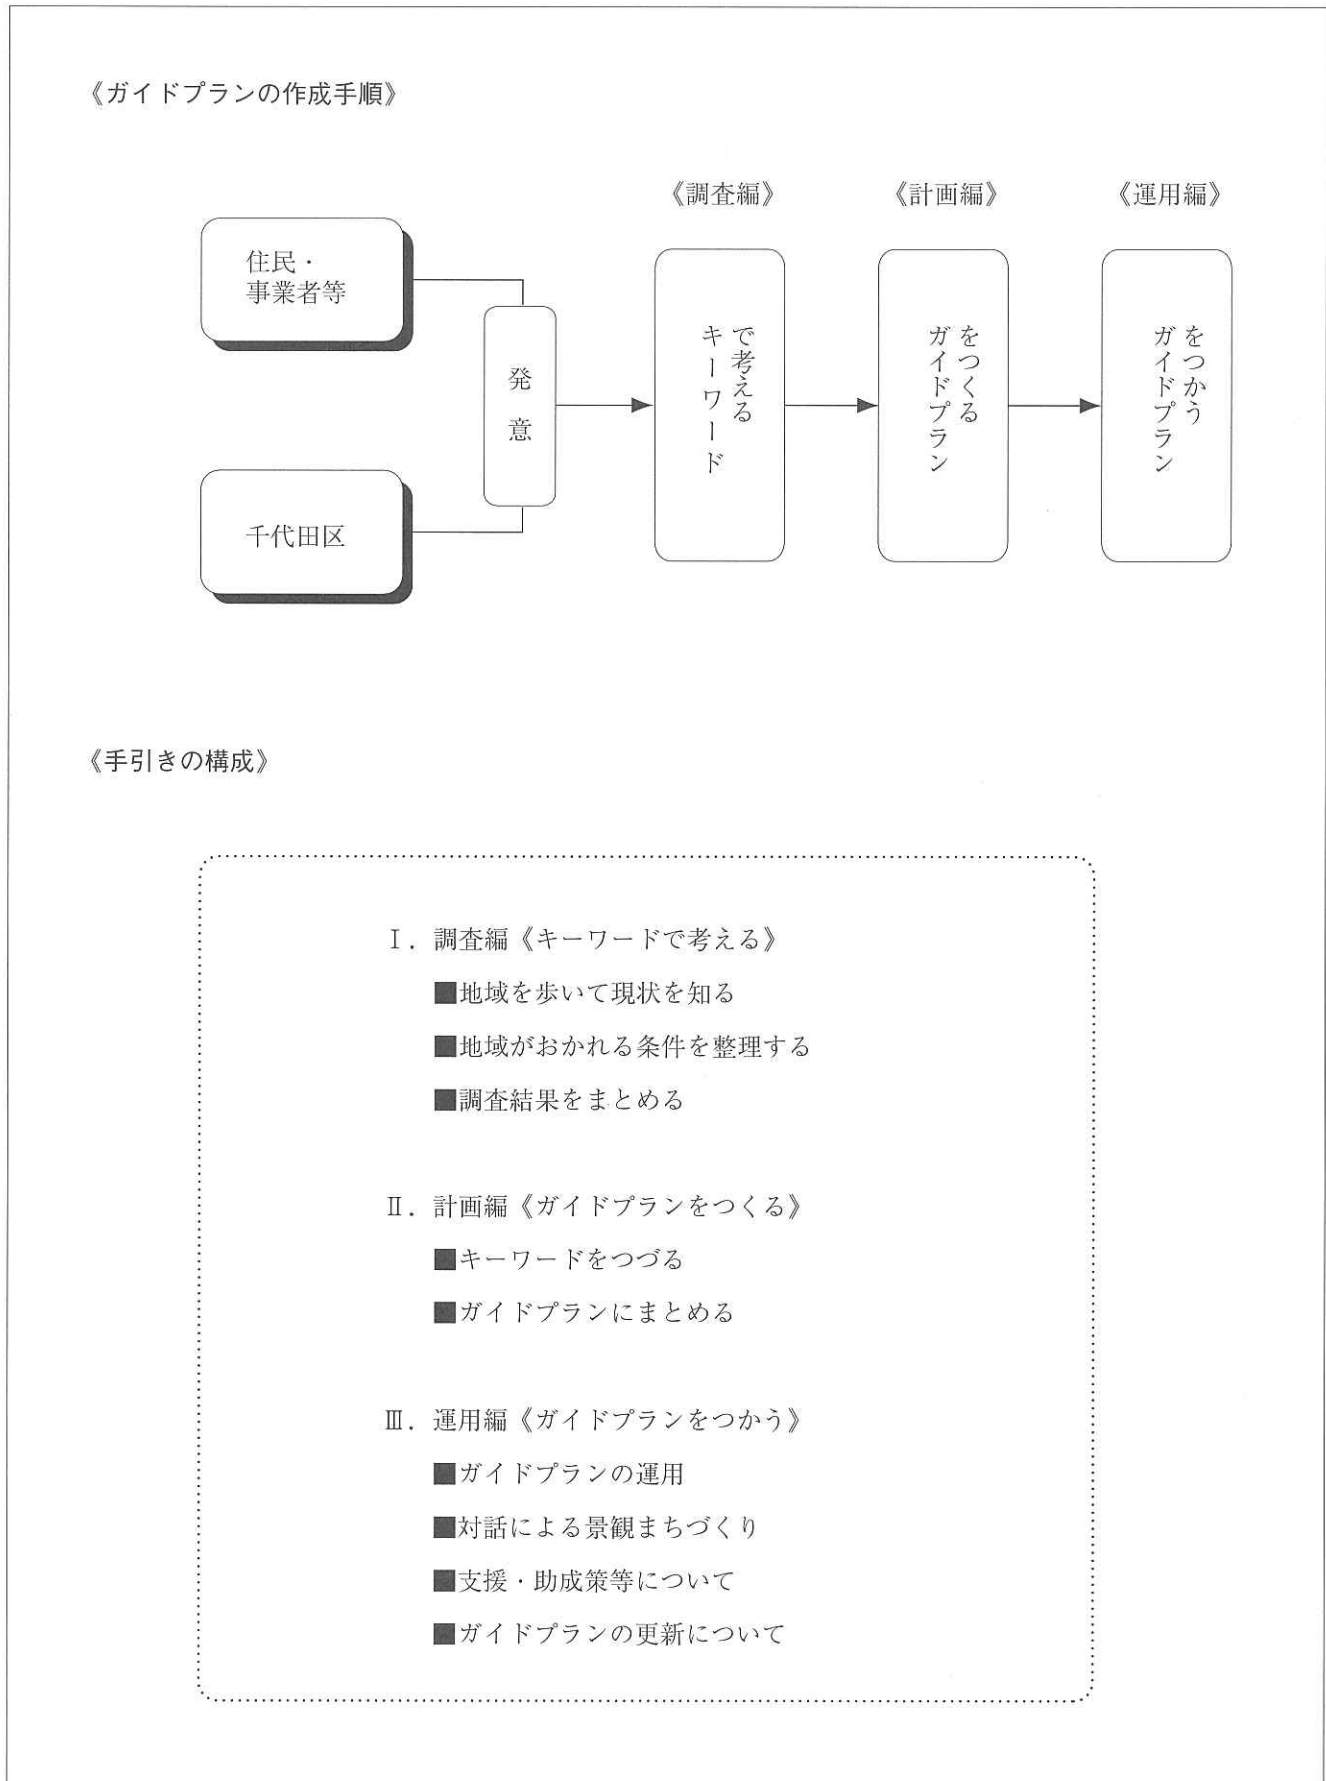 《ガイドプランの作成手順》
《調査編》
《計画編》
《運用編》
住民・
事業者等
千代田区
発意
キーワード
で考える
ガイドプラン
をつくる
ガイドプラン
をつかう
《手引きの構成》
Ⅰ．調査編《キーワードで考える》
■地域を歩いて現状を知る
■地域がおかれる条件を整理する
■調査結果をまとめる
Ⅱ．計画編《ガイドプランをつくる》
■キーワードをつづる
■ガイドプランにまとめる
Ⅲ．運用編《ガイドプランをつかう》
■ガイドプランの運用
■対話による景観まちづくり
■支援・助成策等について
■ガイドプランの更新について